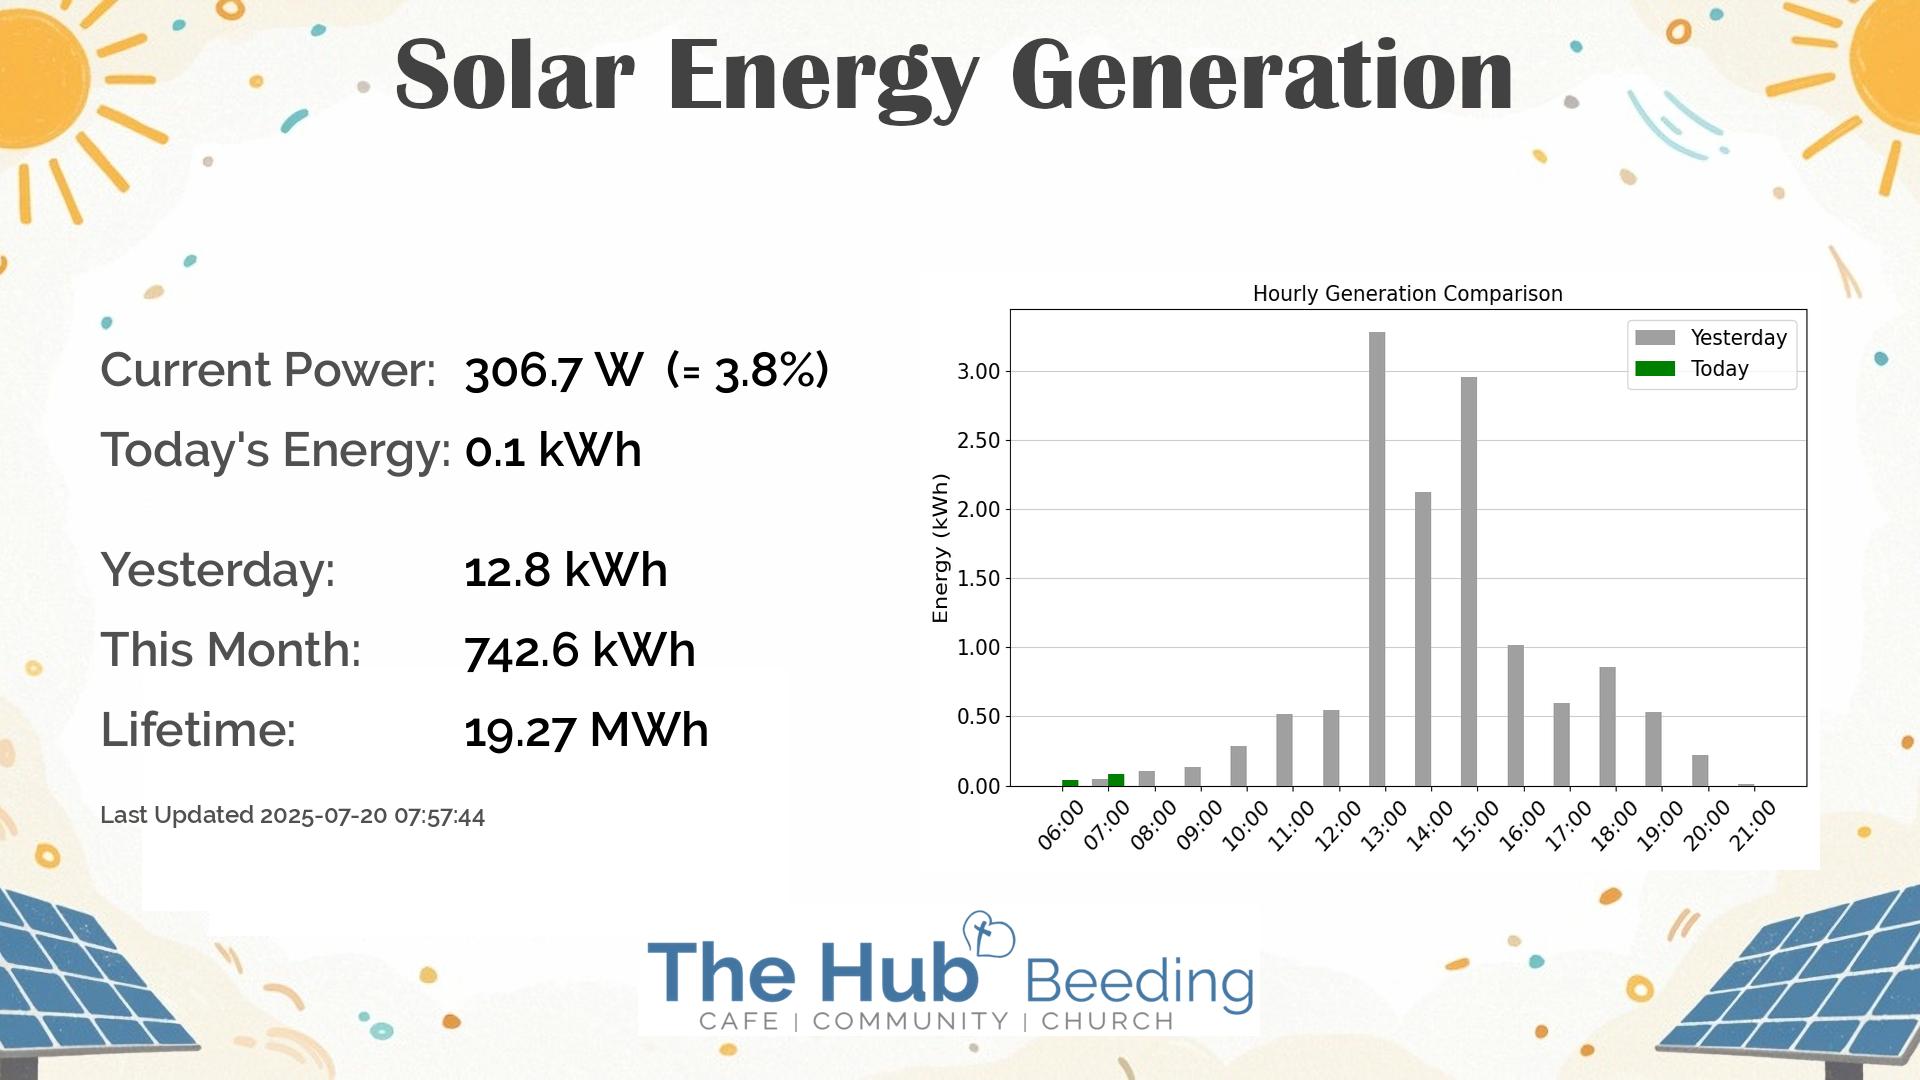 Solar Energy Generation
Current Power: 306.7 W (= 3.8%)
Today's Energy: 0.1 kWh
Yesterday: 12.8 kWh
This Month: 742.6 kWh
Lifetime: 19.27 MWh
Last Updated 2025-07-20 07:57:44
Hourly Generation Comparison
Yesterday
Today
Energy (kWh)
3.00
2.50
2.00
1.50
1.00
0.50
0.00
06:00 07:00 08:00 09:00 10:00 11:00 12:00 13:00 14:00 15:00 16:00 17:00 18:00 19:00 20:00 21:00
The Hub Beeding
CAFE | COMMUNITY | CHURCH